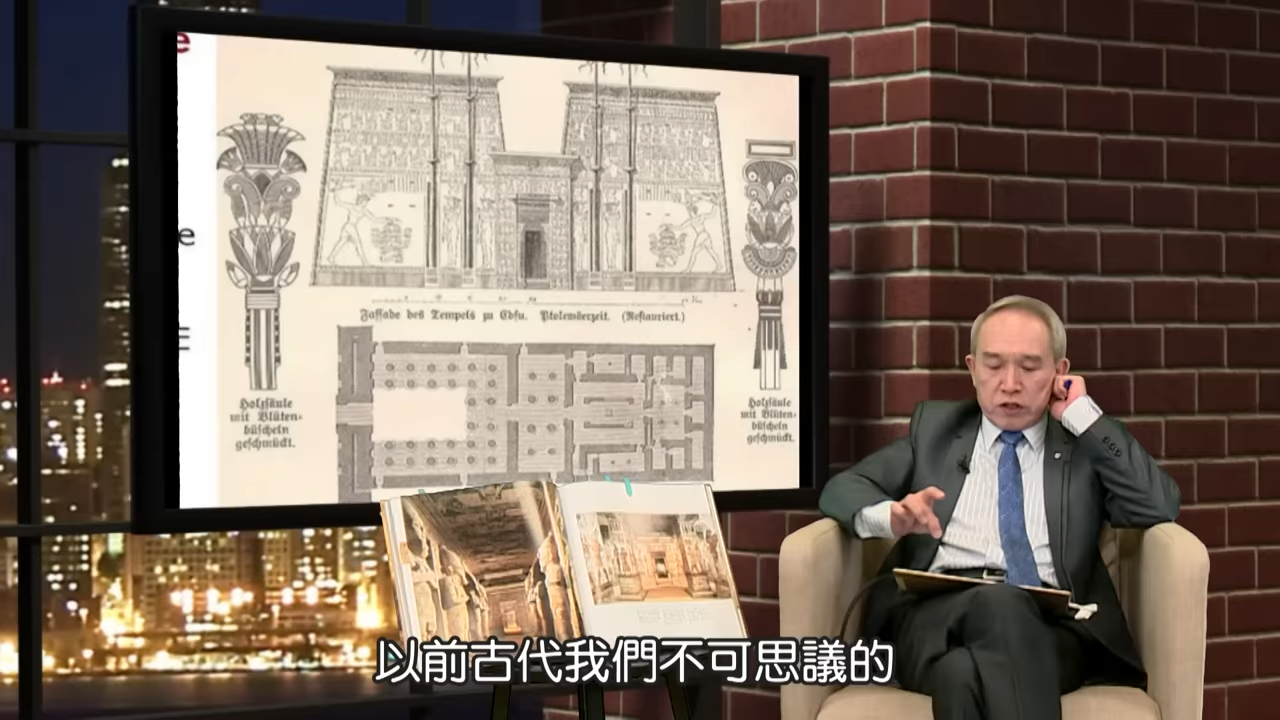 e
e
Fassade des Tempels zu Edfu. Ptolemäerzeit. (Restauriert.)
Holzsäule
mit Blüten-
büscheln
geschmückt.
Holzsäule
mit Blüten-
büscheln
geschmückt.
以前古代我們不可思議的